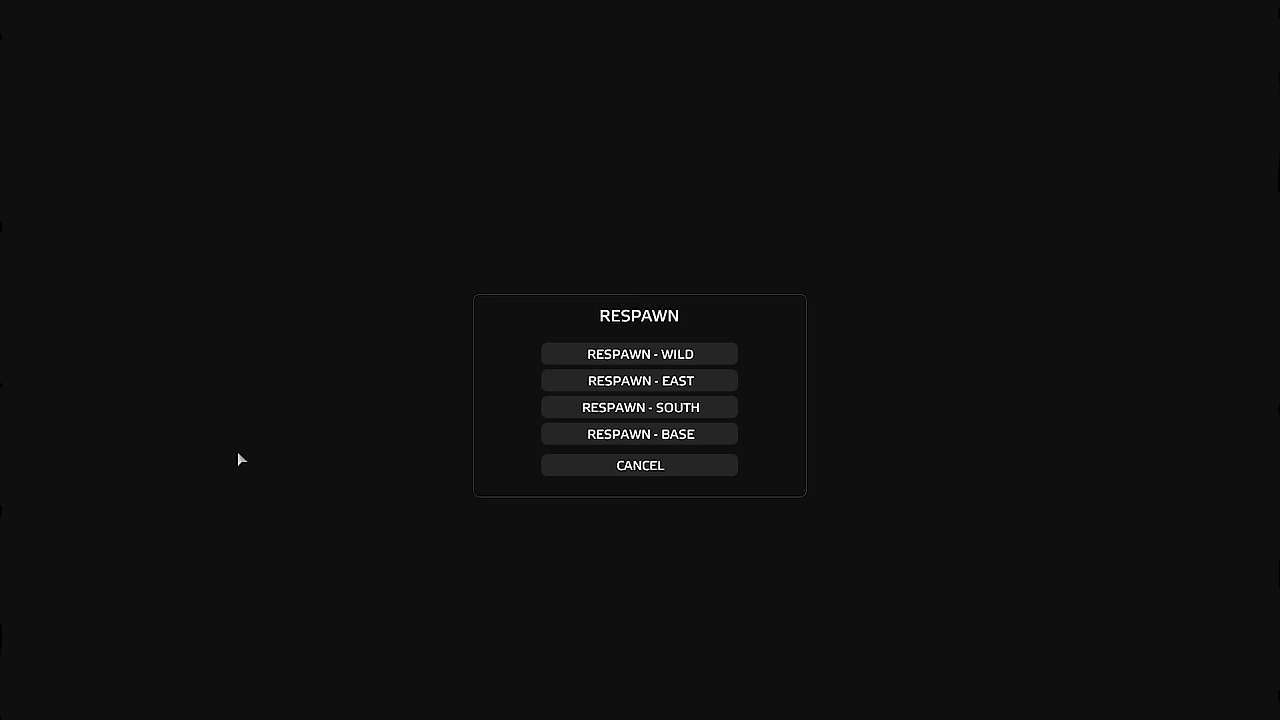 RESPAWN
RESPAWN - WILD
RESPAWN - EAST
RESPAWN - SOUTH
RESPAWN - BASE
CANCEL